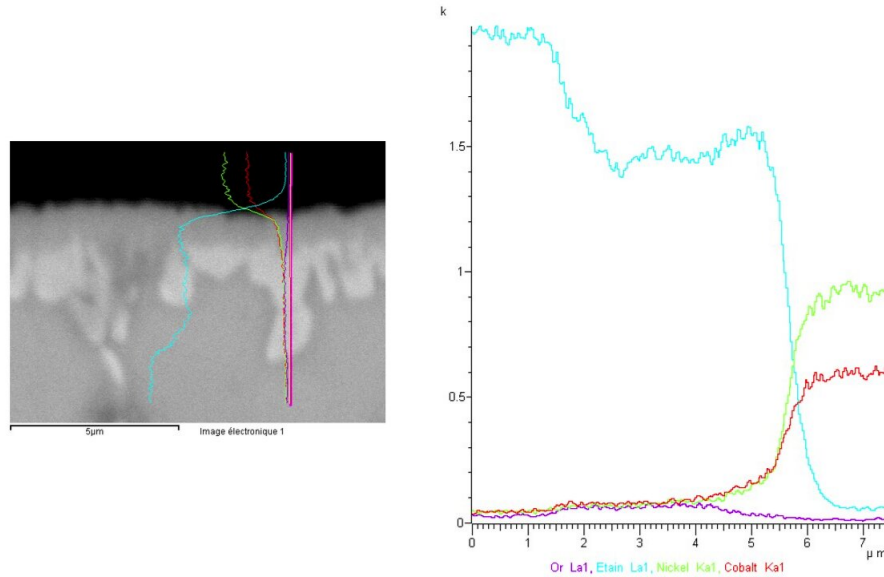 k
1.5
1
0.5
0
0 1 2 3 4 5 6 7
µ m
Or La1, Etain La1, Nickel Ka1, Cobalt Ka1
5µm Image électronique 1